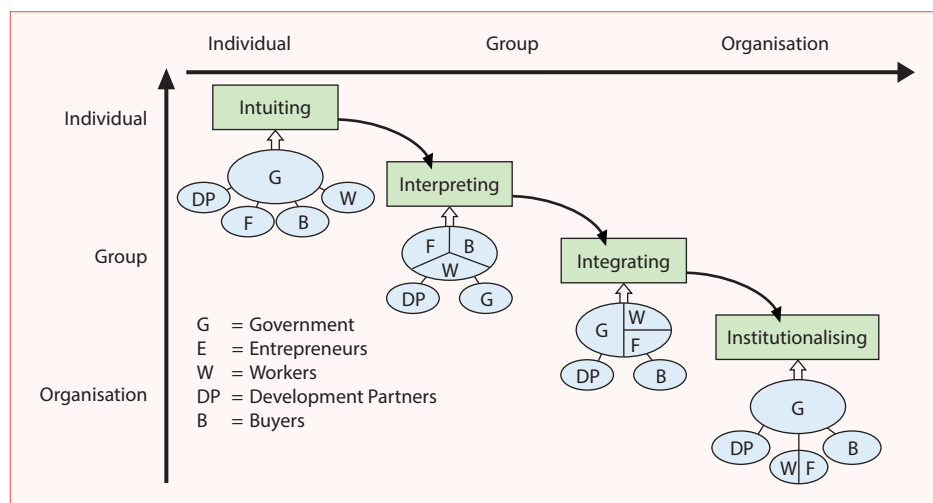 Individual Group Organisation
Individual
Intuiting
G
DP
W
F
B
Interpreting
Group
F
B
W
DP
G
Integrating
G
W
F
DP
B
Institutionalising
G
DP
B
W
F
G = Government
E = Entrepreneurs
W = Workers
DP = Development Partners
B = Buyers
Organisation